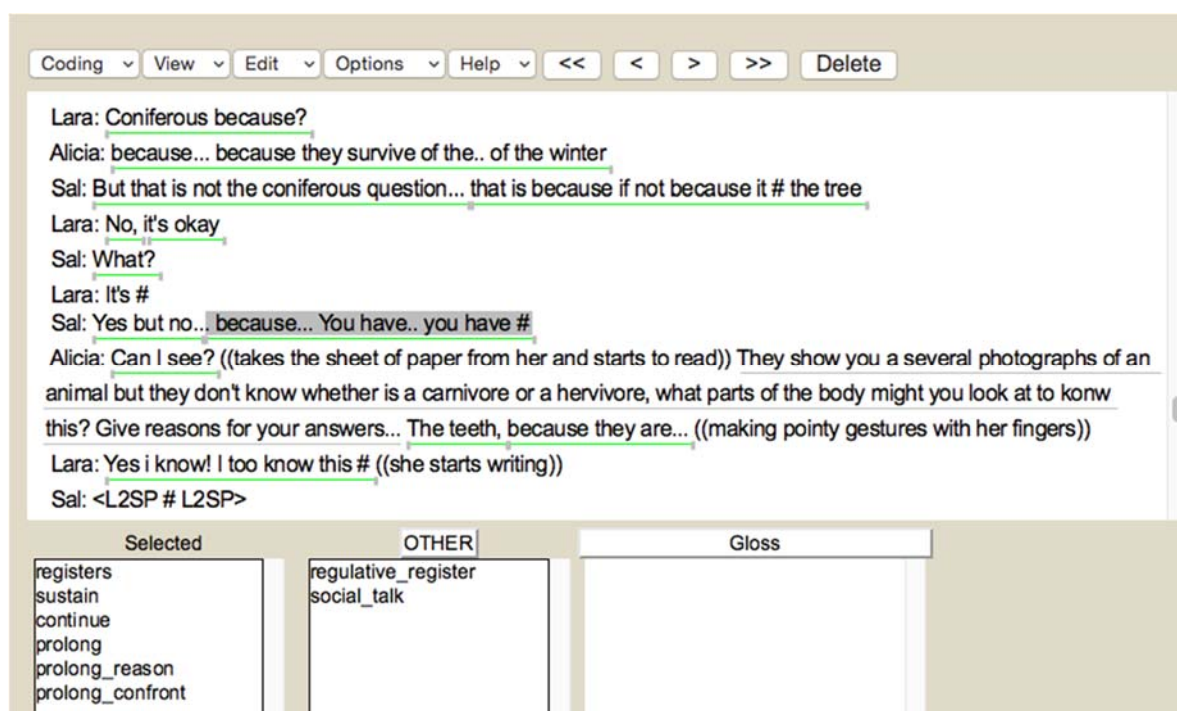 Coding View Edit Options Help << < > >> Delete
Lara: Coniferous because?
Alicia: because... because they survive of the.. of the winter
Sal: But that is not the coniferous question... that is because if not because it # the tree
Lara: No, it's okay
Sal: What?
Lara: It's #
Sal: Yes but no... because... You have.. you have #
Alicia: Can I see? ((takes the sheet of paper from her and starts to read)) They show you a several photographs of an
animal but they don't know whether is a carnivore or a hervivore, what parts of the body might you look at to konw
this? Give reasons for your answers... The teeth, because they are... ((making pointy gestures with her fingers))
Lara: Yes i know! I too know this # ((she starts writing))
Sal: <L2SP # L2SP>
Selected OTHER Gloss
registers regulative_register
sustain social_talk
continue
prolong
prolong_reason
prolong_confront